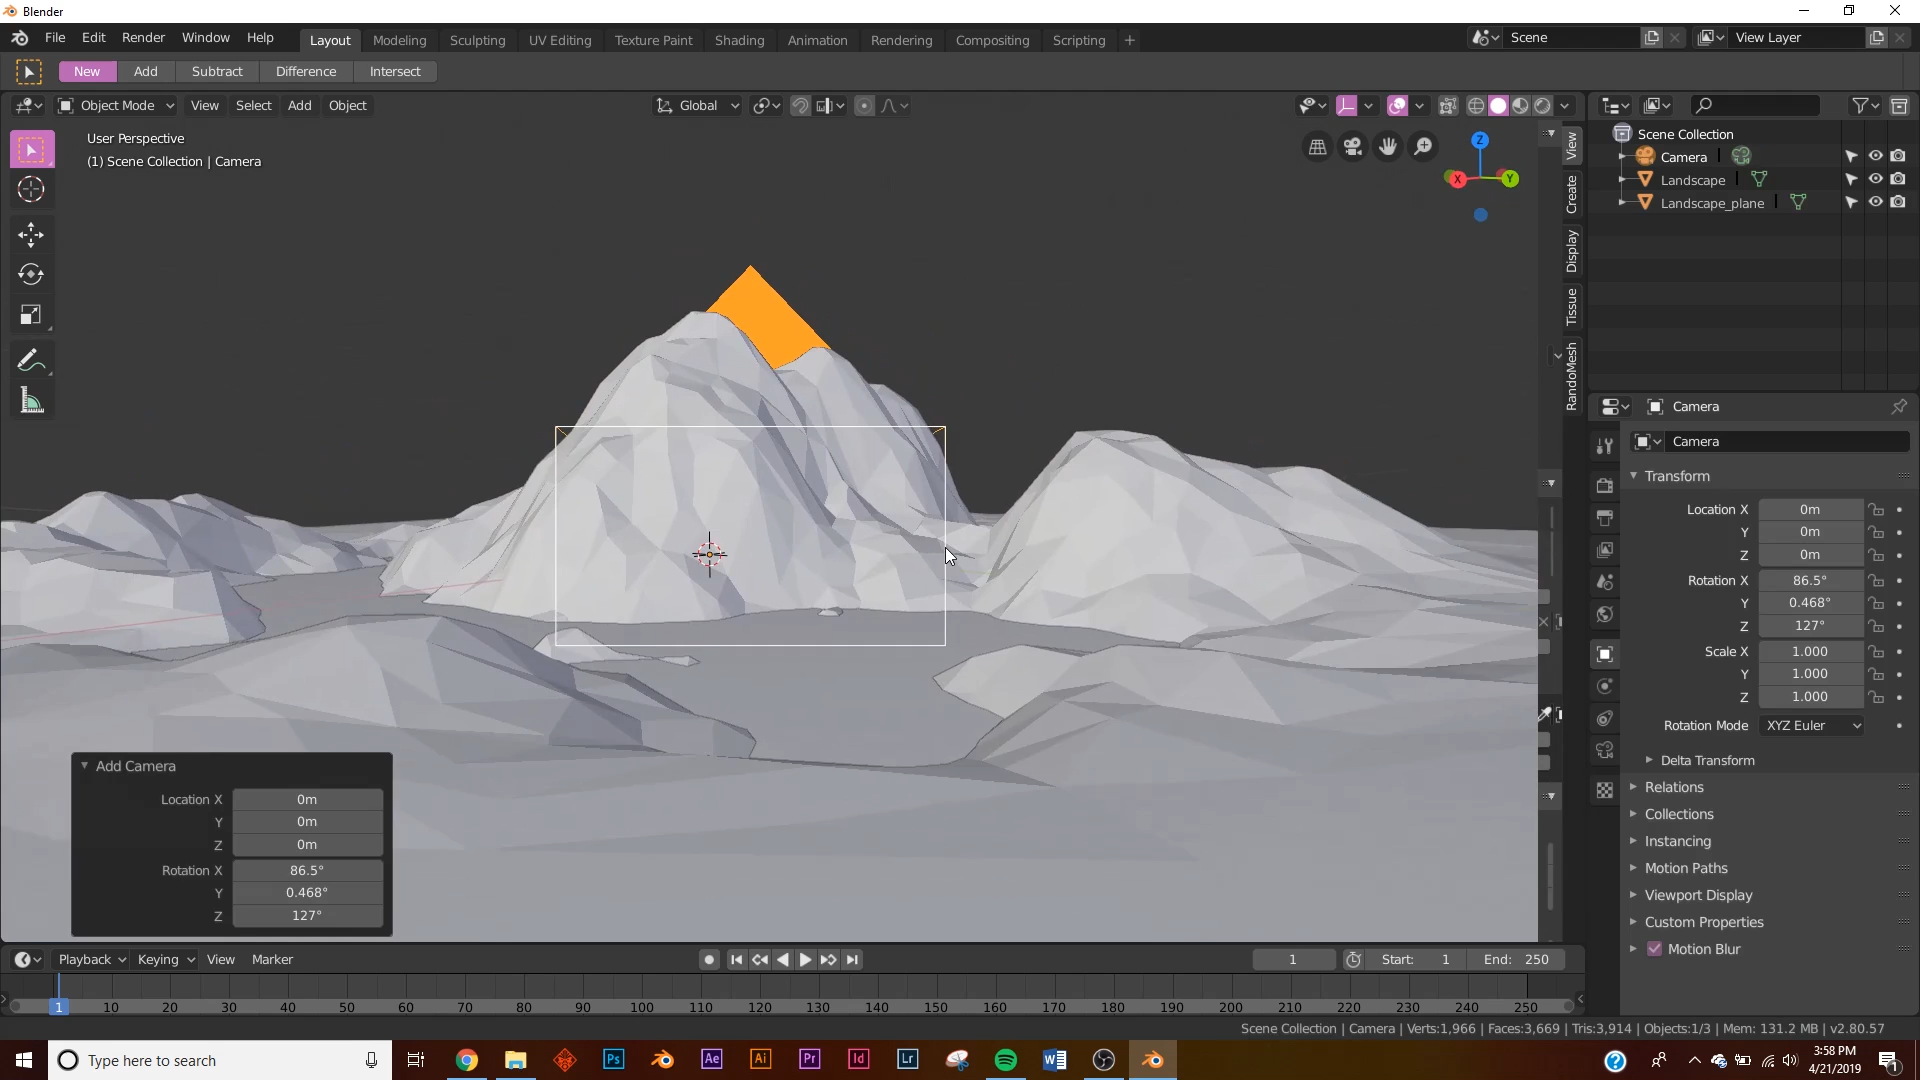 Blender
File Edit Render Window Help Layout Modeling Sculpting UV Editing Texture Paint Shading Animation Rendering Compositing Scripting + Scene View Layer
New Add Subtract Difference Intersect
Object Mode View Select Add Object Global
User Perspective
(1) Scene Collection | Camera
Z
X
Y
View
Create
Display
Tissue
RandoMesh
Scene Collection
Camera
Landscape
Landscape_plane
Camera
Camera
Transform
Location X 0m
Y 0m
Z 0m
Rotation X 86.5°
Y 0.468°
Z 127°
Scale X 1.000
Y 1.000
Z 1.000
Rotation Mode XYZ Euler
Delta Transform
Relations
Collections
Instancing
Motion Paths
Viewport Display
Custom Properties
Motion Blur
Add Camera
Location X 0m
Y 0m
Z 0m
Rotation X 86.5°
Y 0.468°
Z 127°
Playback Keying View Marker 1 Start: 1 End: 250
1 10 20 30 40 50 60 70 80 90 100 110 120 130 140 150 160 170 180 190 200 210 220 230 240 250
Scene Collection | Camera | Verts:1,966 | Faces:3,669 | Tris:3,914 | Objects:1/3 | Mem: 131.2 MB | v2.80.57
Type here to search
Ps
Ae
Ai
Pr
Id
Lr
W
?
3:58 PM
4/21/2019
1